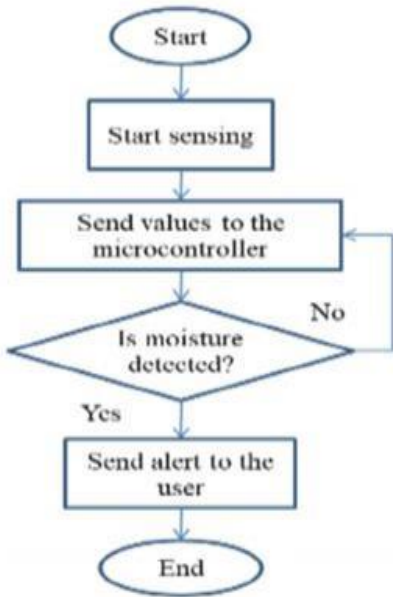 Start
Start sensing
Send values to the
microcontroller
No
Is moisture
detected?
Yes
Send alert to the
user
End